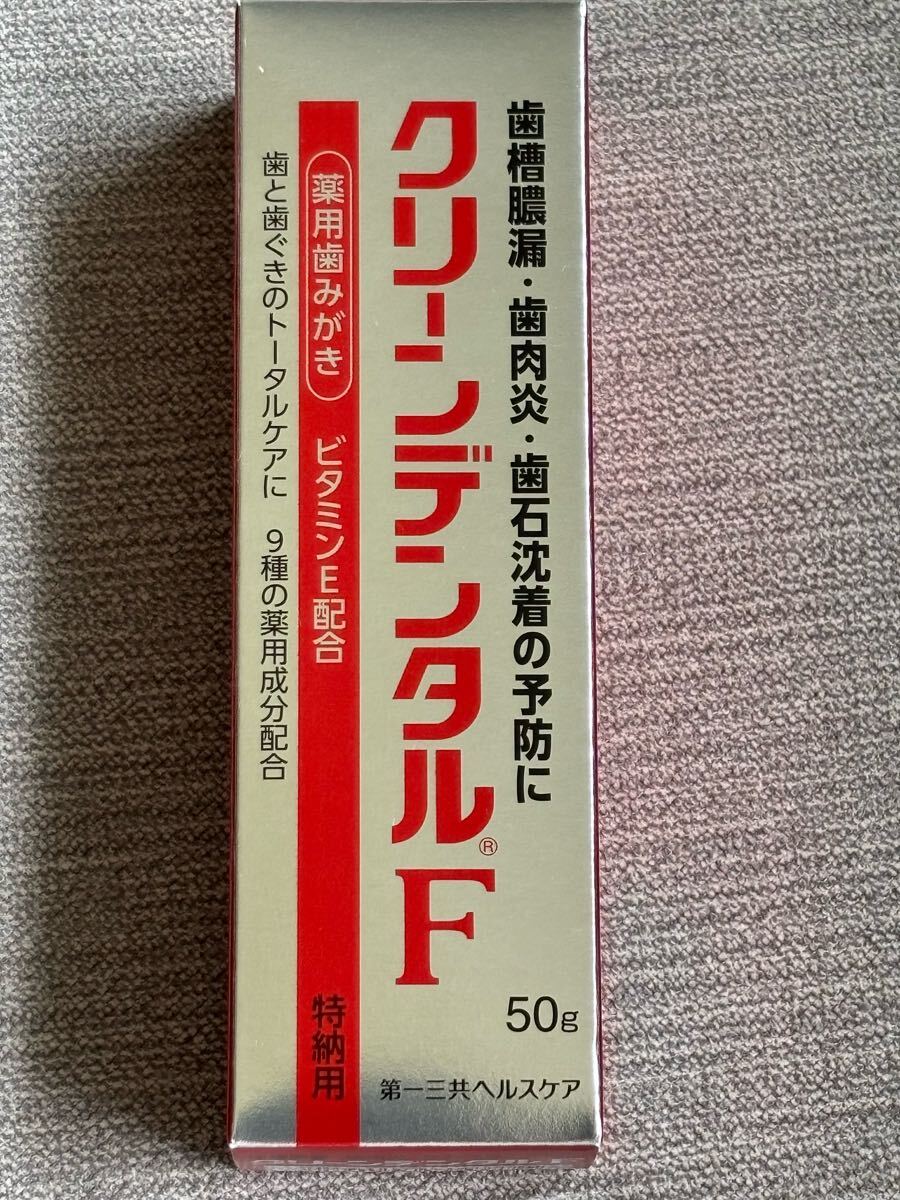 歯槽膿漏・歯肉炎・歯石沈着の予防に
クリーンデンタル®F
50g
薬用歯みがき ビタミンE配合 特納用
歯と歯ぐきのトータルケアに 9種の薬用成分配合
第一三共ヘルスケア